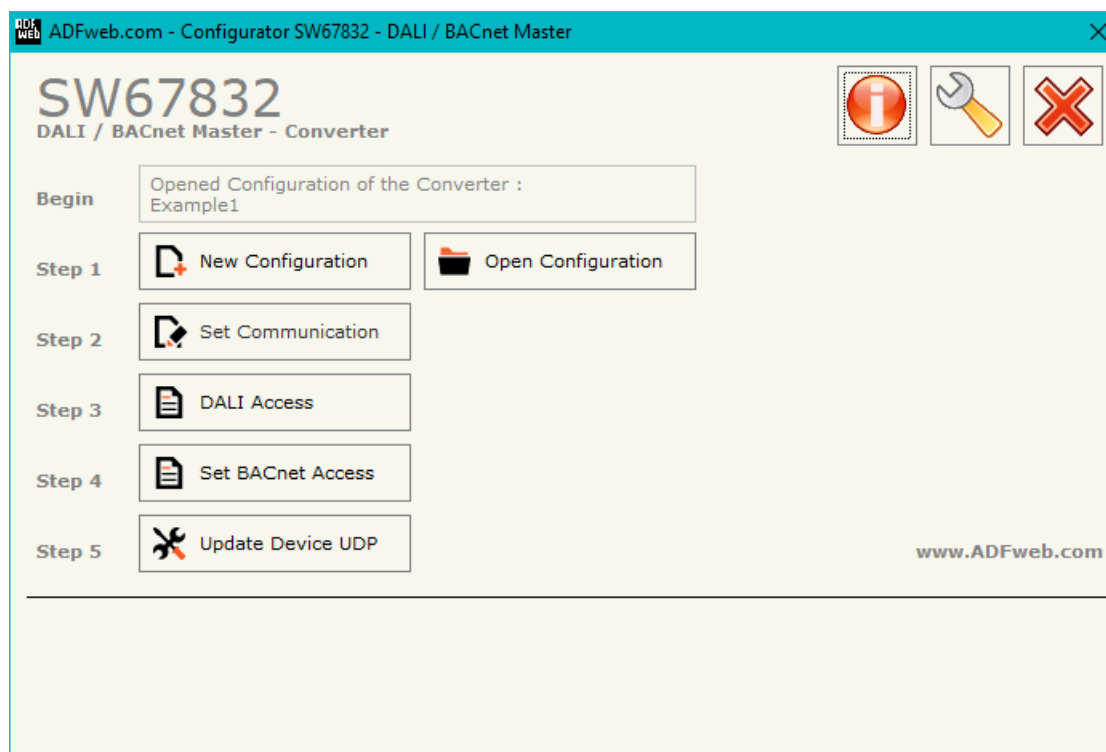 ADF
WEB
ADFweb.com - Configurator SW67832 - DALI / BACnet Master
SW67832
DALI / BACnet Master - Converter
Begin
Opened Configuration of the Converter :
Example1
Step 1
New Configuration
Open Configuration
Step 2
Set Communication
Step 3
DALI Access
Step 4
Set BACnet Access
Step 5
Update Device UDP
www.ADFweb.com